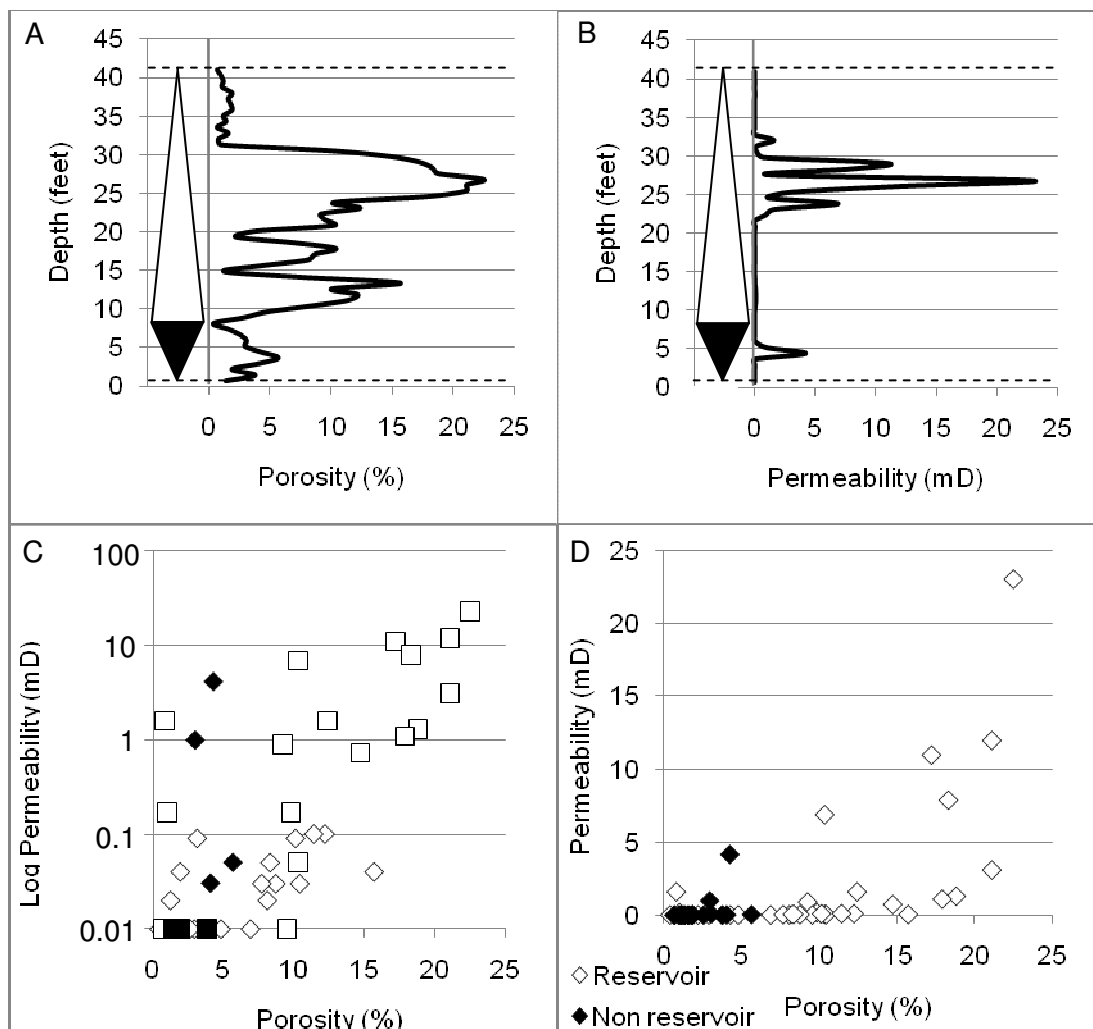 A
45
40
35
30
25
20
15
10
5
0
Depth (feet)
0 5 10 15 20 25
Porosity (%)
B
45
40
35
30
25
20
15
10
5
0
Depth (feet)
0 5 10 15 20 25
Permeability (mD)
C
100
10
1
0.1
0.01
Log Permeability (mD)
0 5 10 15 20 25
Porosity (%)
D
25
20
15
10
5
0
Permeability (mD)
0 5 10 15 20 25
Porosity (%)
Reservoir
Non reservoir